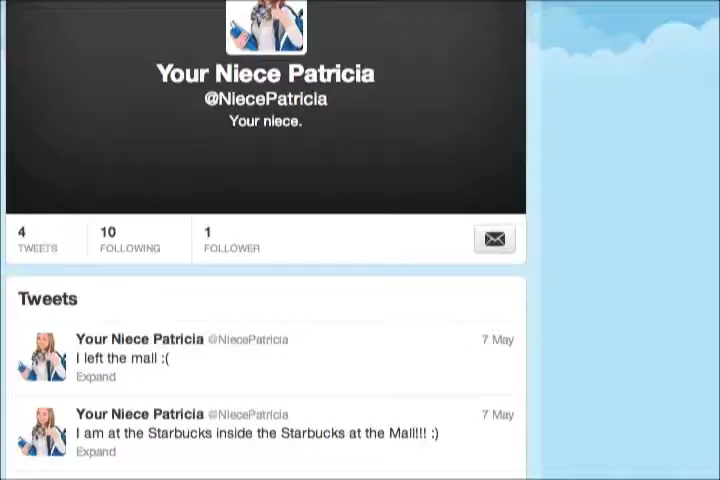 Your Niece Patricia
@NiecePatricia
Your niece.
4 10 1
TWEETS FOLLOWING FOLLOWER
Tweets
Your Niece Patricia @NiecePatricia 7 May
I left the mall :(
Expand
Your Niece Patricia @NiecePatricia 7 May
I am at the Starbucks inside the Starbucks at the Mall!!! :)
Expand